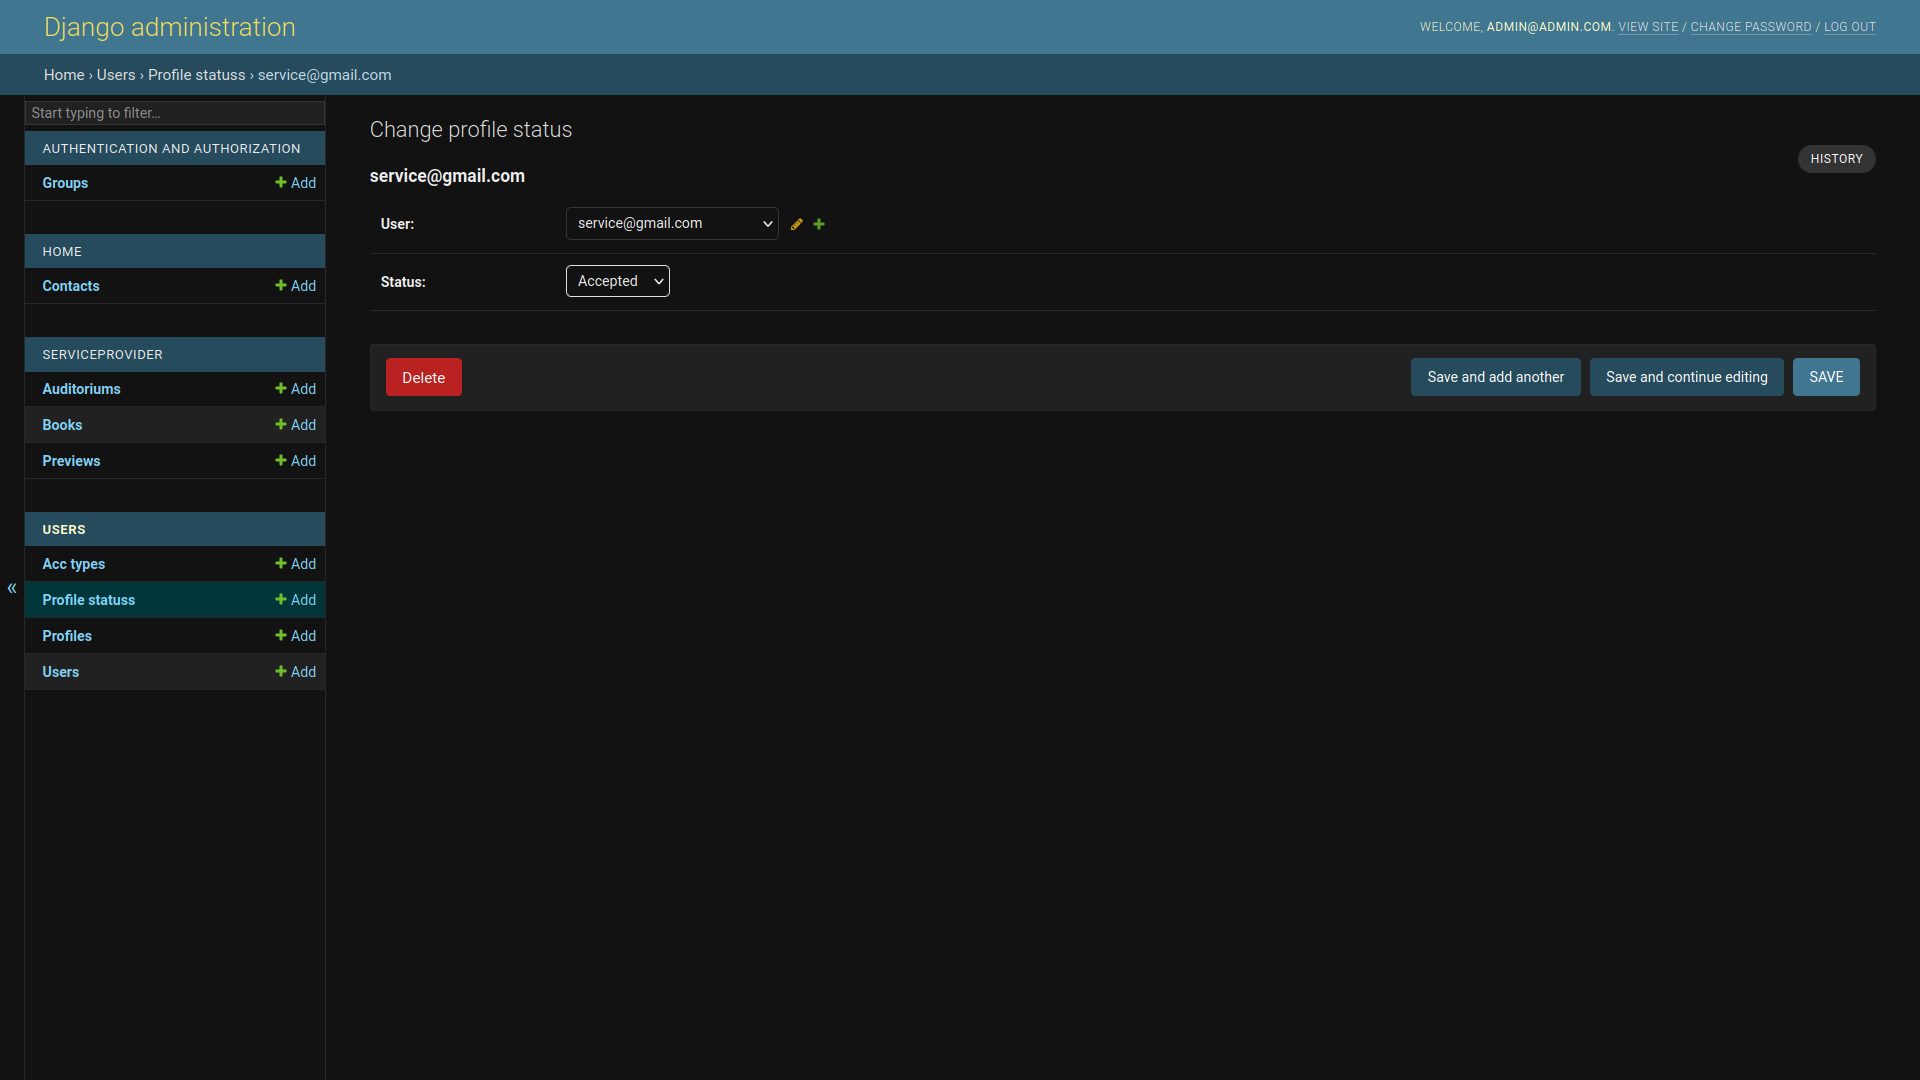 Django administration
WELCOME, ADMIN@ADMIN.COM. VIEW SITE / CHANGE PASSWORD / LOG OUT
Home › Users › Profile statuss › service@gmail.com
Start typing to filter...
AUTHENTICATION AND AUTHORIZATION
Groups + Add
HOME
Contacts + Add
SERVICEPROVIDER
Auditoriums + Add
Books + Add
Previews + Add
USERS
Acc types + Add
Profile statuss + Add
Profiles + Add
Users + Add
«
Change profile status
HISTORY
service@gmail.com
User: service@gmail.com
Status: Accepted
Delete Save and add another Save and continue editing SAVE